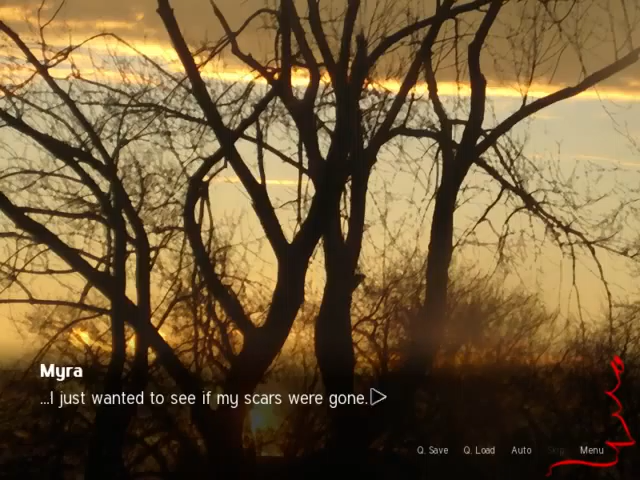 Myra
...I just wanted to see if my scars were gone.
Q. Save Q. Load Auto Skip Menu